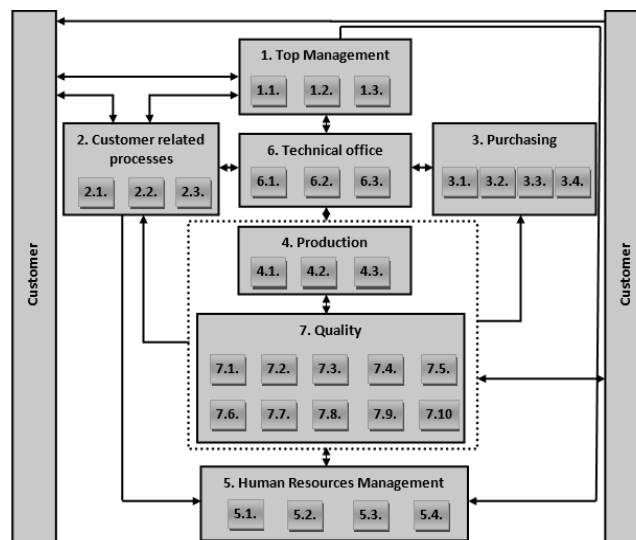 Customer
1. Top Management
1.1. 1.2. 1.3.
2. Customer related
processes
2.1. 2.2. 2.3.
6. Technical office
6.1. 6.2. 6.3.
3. Purchasing
3.1. 3.2. 3.3. 3.4.
4. Production
4.1. 4.2. 4.3.
7. Quality
7.1. 7.2. 7.3. 7.4. 7.5.
7.6. 7.7. 7.8. 7.9. 7.10
5. Human Resources Management
5.1. 5.2. 5.3. 5.4.
Customer